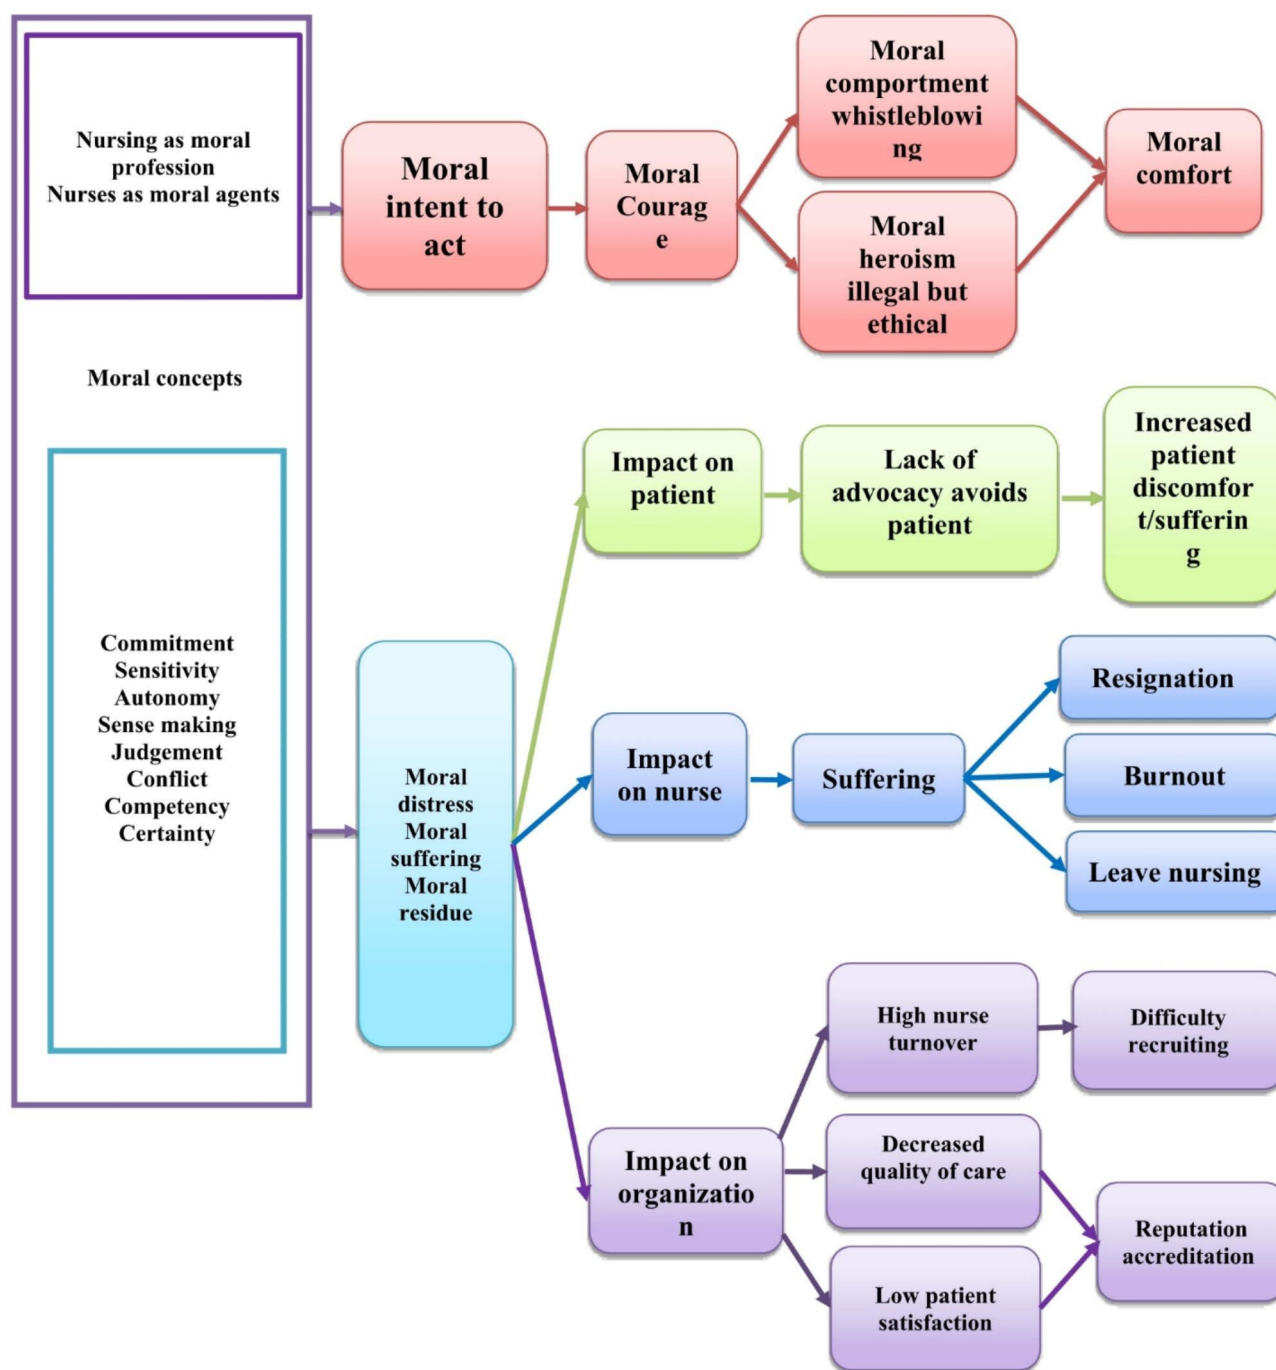 Nursing as moral
profession
Nurses as moral agents
Moral concepts
Commitment
Sensitivity
Autonomy
Sense making
Judgement
Conflict
Competency
Certainty
Moral
intent to
act
Moral
Courag
e
Moral
comportment
whistleblowi
ng
Moral
heroism
illegal but
ethical
Moral
comfort
Moral
distress
Moral
suffering
Moral
residue
Impact on
patient
Lack of
advocacy avoids
patient
Increased
patient
discomfor
t/sufferin
g
Impact
on nurse
Suffering
Resignation
Burnout
Leave nursing
Impact on
organizatio
n
High nurse
turnover
Difficulty
recruiting
Decreased
quality of care
Low patient
satisfaction
Reputation
accreditation